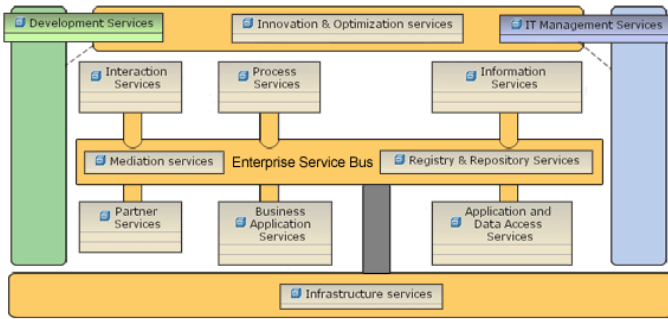 Development Services
Innovation & Optimization services
IT Management Services
Interaction
Services
Process
Services
Information
Services
Mediation services
Enterprise Service Bus
Registry & Repository Services
Partner
Services
Business
Application
Services
Application and
Data Access
Services
Infrastructure services